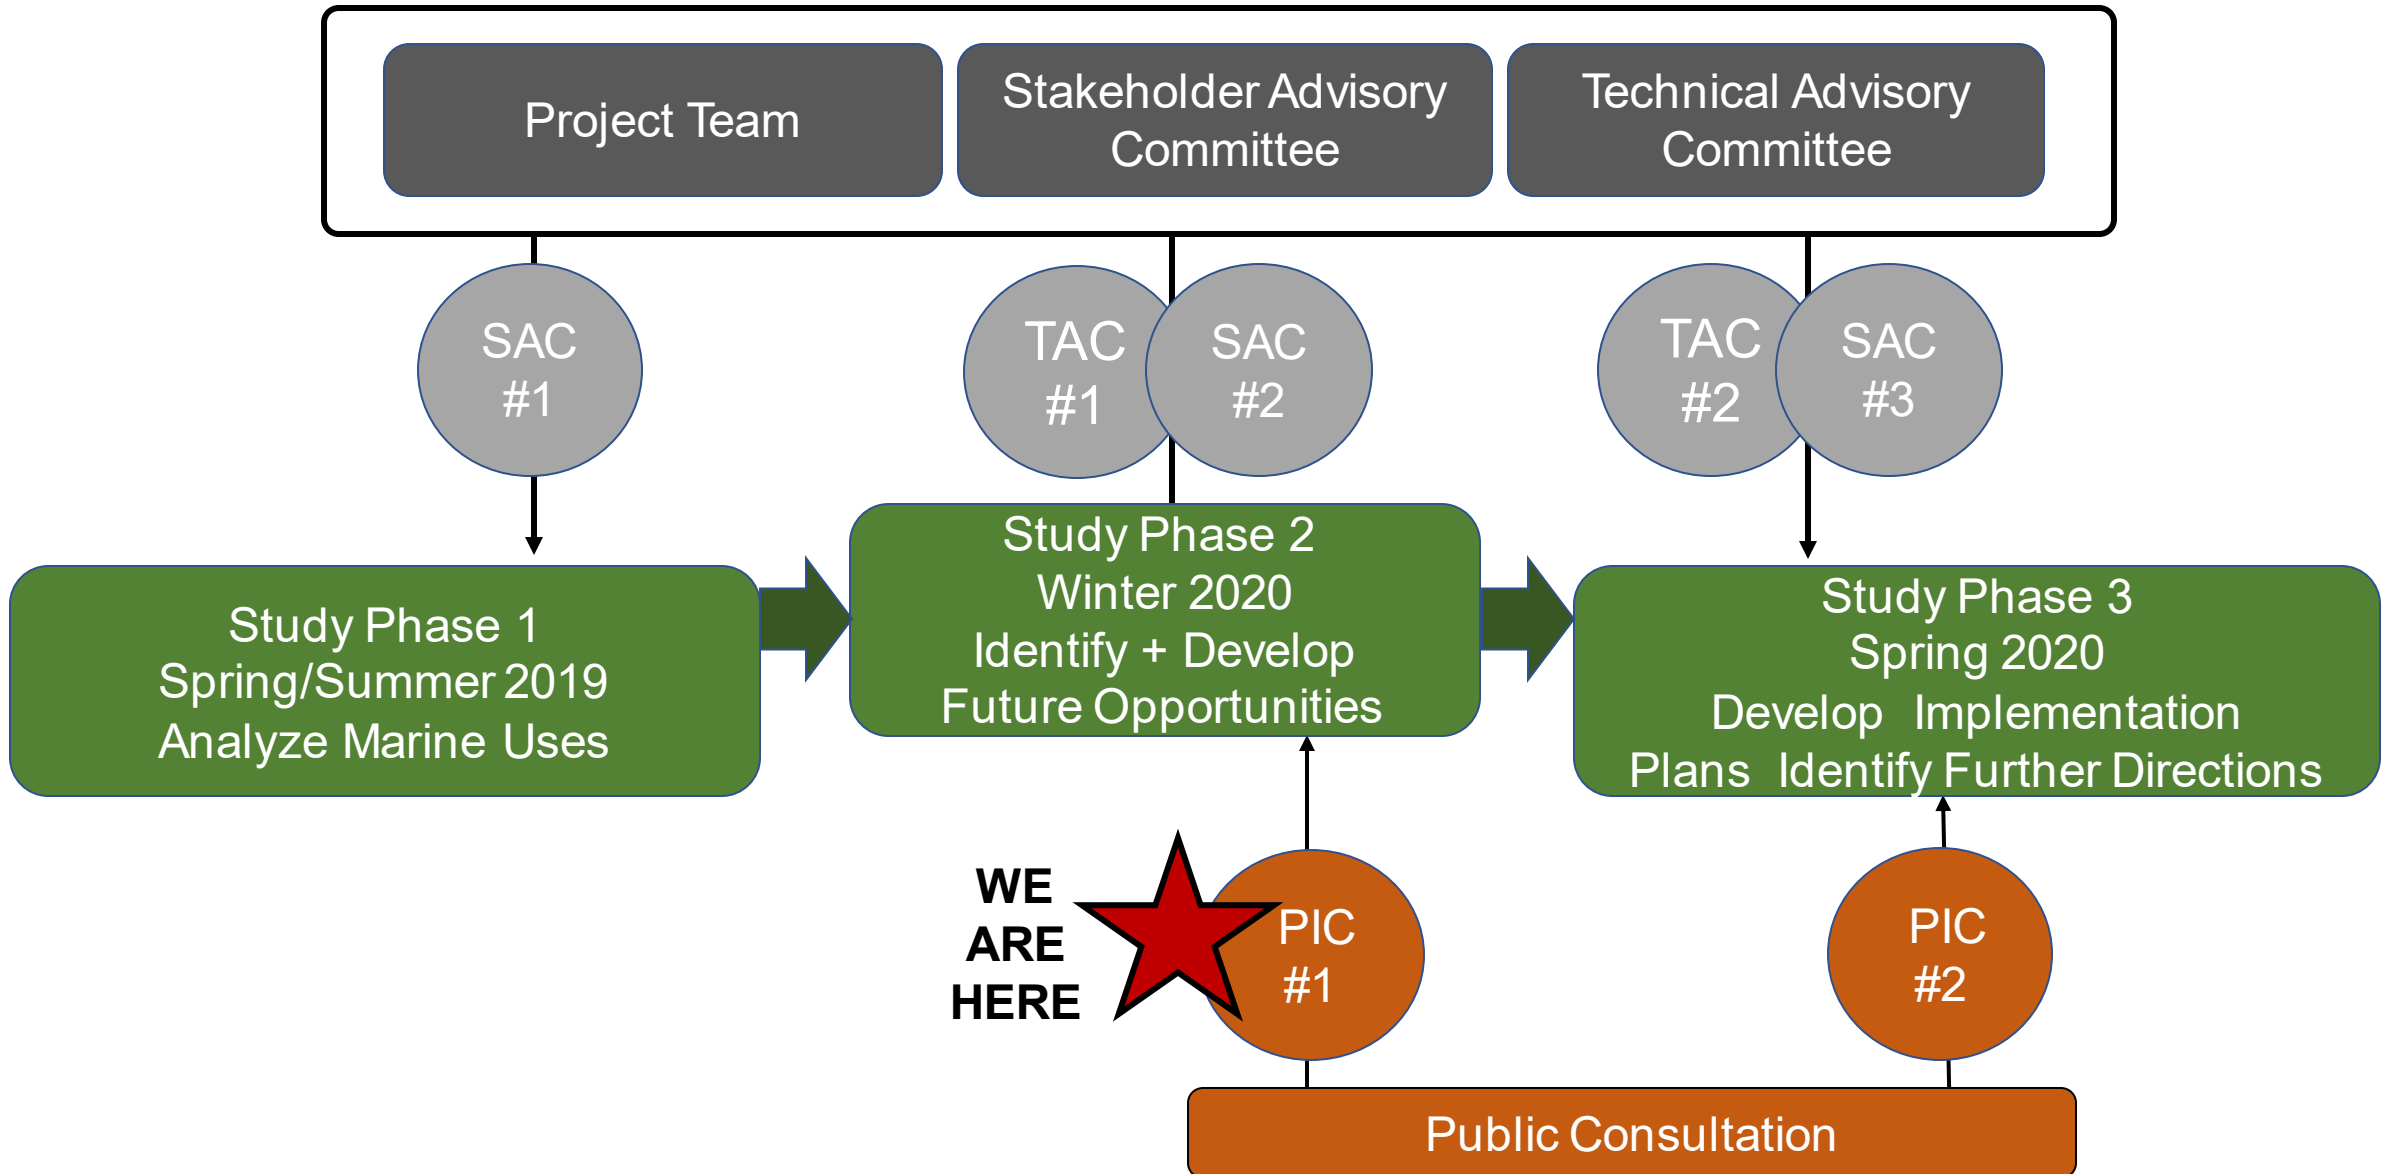 Project Team
Stakeholder Advisory
Committee
Technical Advisory
Committee
SAC
#1
TAC
#1
SAC
#2
TAC
#2
SAC
#3
Study Phase 1
Spring/Summer 2019
Analyze Marine Uses
Study Phase 2
Winter 2020
Identify + Develop
Future Opportunities
Study Phase 3
Spring 2020
Develop Implementation
Plans Identify Further Directions
WE
ARE
HERE
PIC
#1
PIC
#2
Public Consultation